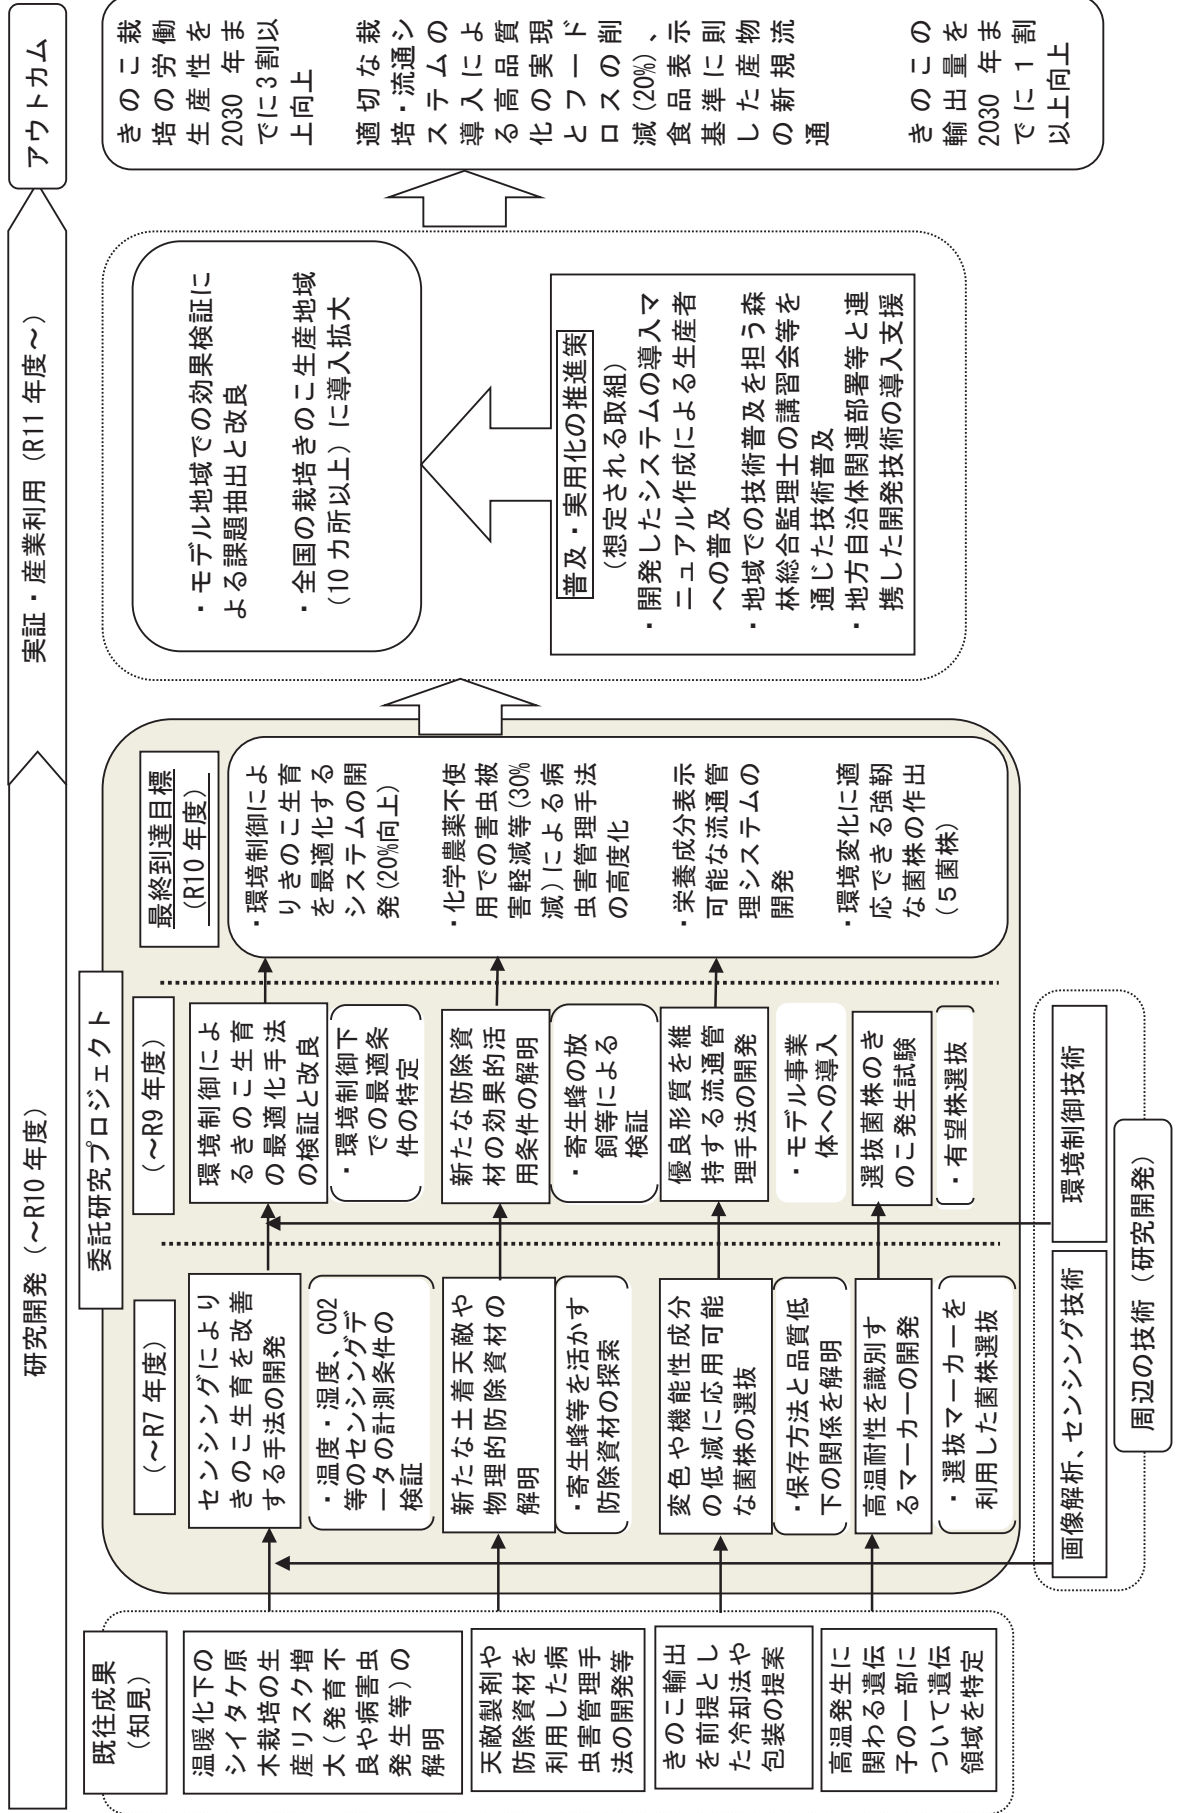 研究開発（～R10 年度）
実証・産業利用（R11 年度～）
アウトカム
既往成果
（知見）
温暖化下の
シイタケ原
木栽培の生
産リスク増
大（発育不
良や病害虫
発生等）の
解明
天敵製剤や
防除資材を
利用した病
虫害管理手
法の開発等
きのこ輸出
を前提とし
た冷却法や
包装の提案
高温発生に
関わる遺伝
子の一部に
ついて遺伝
領域を特定
委託研究プロジェクト
（～R7 年度）
センシングにより
きのこ生育を改善
する手法の開発
・温度・湿度、CO2
等のセンシングデ
ータの計測条件の
検証
新たな土着天敵や
物理的防除資材の
解明
・寄生蜂等を活かす
防除資材の探索
変色や機能性成分
の低減に応用可能
な菌株の選抜
・保存方法と品質低
下の関係を解明
高温耐性を識別す
るマーカーの開発
・選抜マーカーを
利用した菌株選抜
（～R9 年度）
環境制御によ
るきのこ生育
の最適化手法
の検証と改良
・環境制御下
での最適条
件の特定
新たな防除資
材の効果的活
用条件の解明
・寄生蜂の放
飼等による
検証
優良形質を維
持する流通管
理手法の開発
・モデル事業
体への導入
選抜菌株のき
のこ発生試験
・有望株選抜
最終到達目標
（R10 年度）
・環境制御によ
りきのこ生育
を最適化する
システムの開
発(20%向上)
・化学農薬不使
用での害虫被
害軽減等(30%
減)による病
虫害管理手法
の高度化
・栄養成分表示
可能な流通管
理システムの
開発
・環境変化に適
応できる強靭
な菌株の作出
（５菌株）
画像解析、センシング技術
環境制御技術
周辺の技術（研究開発）
・モデル地域での効果検証に
よる課題抽出と改良
・全国の栽培きのこ生産地域
（10 カ所以上）に導入拡大
普及・実用化の推進策
（想定される取組）
・開発したシステムの導入マ
ニュアル作成による生産者
への普及
・地域での技術普及を担う森
林総合監理士の講習会等を
通じた技術普及
・地方自治体関連部署等と連
携した開発技術の導入支援
きのこ栽
培の労働
生産性を
2030 年ま
でに３割以
上向上
適切な栽
培・流通シ
ステムの
導入によ
る高品質
化の実現
とフード
ロスの削
減(20%)、
食品表示
基準に則
した産物
の新規流
通
きのこの
輸出量を
2030 年ま
でに１割
以上向上